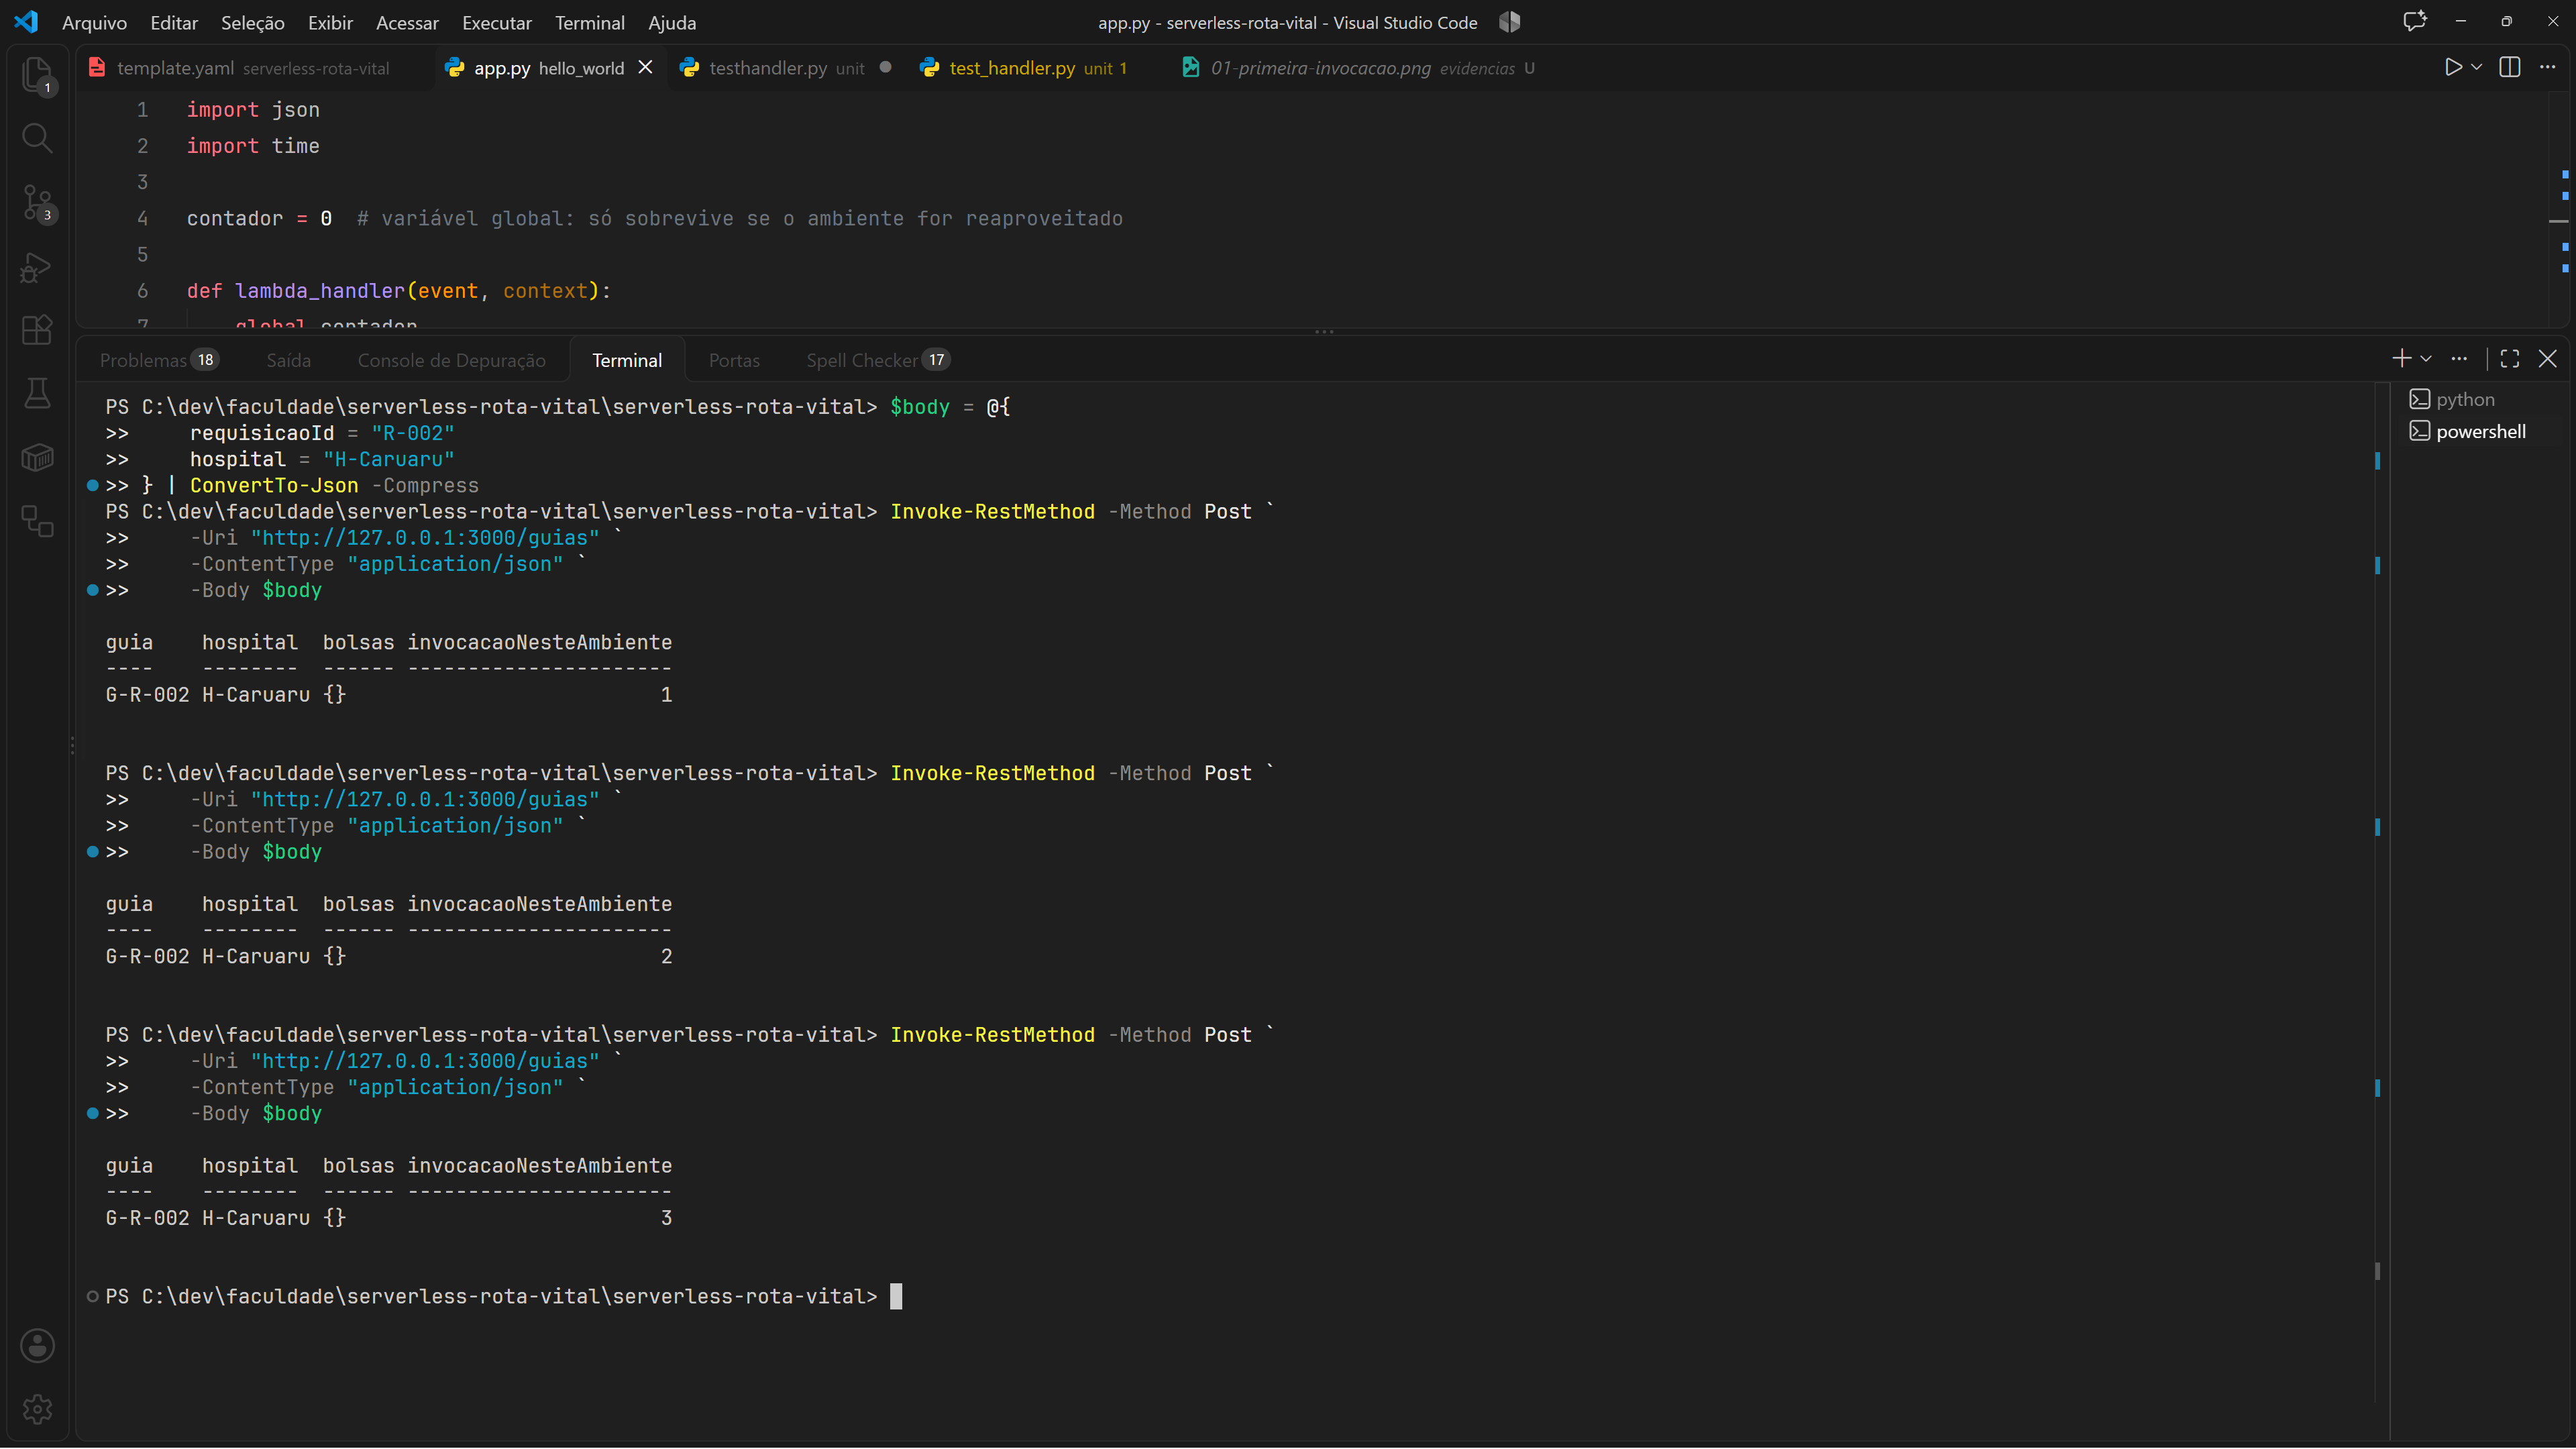 Arquivo Editar Seleção Exibir Acessar Executar Terminal Ajuda
app.py - serverless-rota-vital - Visual Studio Code
template.yaml serverless-rota-vital
app.py hello_world
testhandler.py unit
test_handler.py unit 1
01-primeira-invocacao.png evidencias U
1
3
1 import json
2 import time
3
4 contador = 0 # variável global: só sobrevive se o ambiente for reaproveitado
5
6 def lambda_handler(event, context):
7 global contador
Problemas 18 Saída Console de Depuração Terminal Portas Spell Checker 17
python
powershell
PS C:\dev\faculdade\serverless-rota-vital\serverless-rota-vital> $body = @{
>> requisicaoId = "R-002"
>> hospital = "H-Caruaru"
>> } | ConvertTo-Json -Compress
PS C:\dev\faculdade\serverless-rota-vital\serverless-rota-vital> Invoke-RestMethod -Method Post `
>> -Uri "http://127.0.0.1:3000/guias" `
>> -ContentType "application/json" `
>> -Body $body
guia hospital bolsas invocacaoNesteAmbiente
---- -------- ------ ----------------------
G-R-002 H-Caruaru {} 1
PS C:\dev\faculdade\serverless-rota-vital\serverless-rota-vital> Invoke-RestMethod -Method Post `
>> -Uri "http://127.0.0.1:3000/guias" `
>> -ContentType "application/json" `
>> -Body $body
guia hospital bolsas invocacaoNesteAmbiente
---- -------- ------ ----------------------
G-R-002 H-Caruaru {} 2
PS C:\dev\faculdade\serverless-rota-vital\serverless-rota-vital> Invoke-RestMethod -Method Post `
>> -Uri "http://127.0.0.1:3000/guias" `
>> -ContentType "application/json" `
>> -Body $body
guia hospital bolsas invocacaoNesteAmbiente
---- -------- ------ ----------------------
G-R-002 H-Caruaru {} 3
PS C:\dev\faculdade\serverless-rota-vital\serverless-rota-vital>